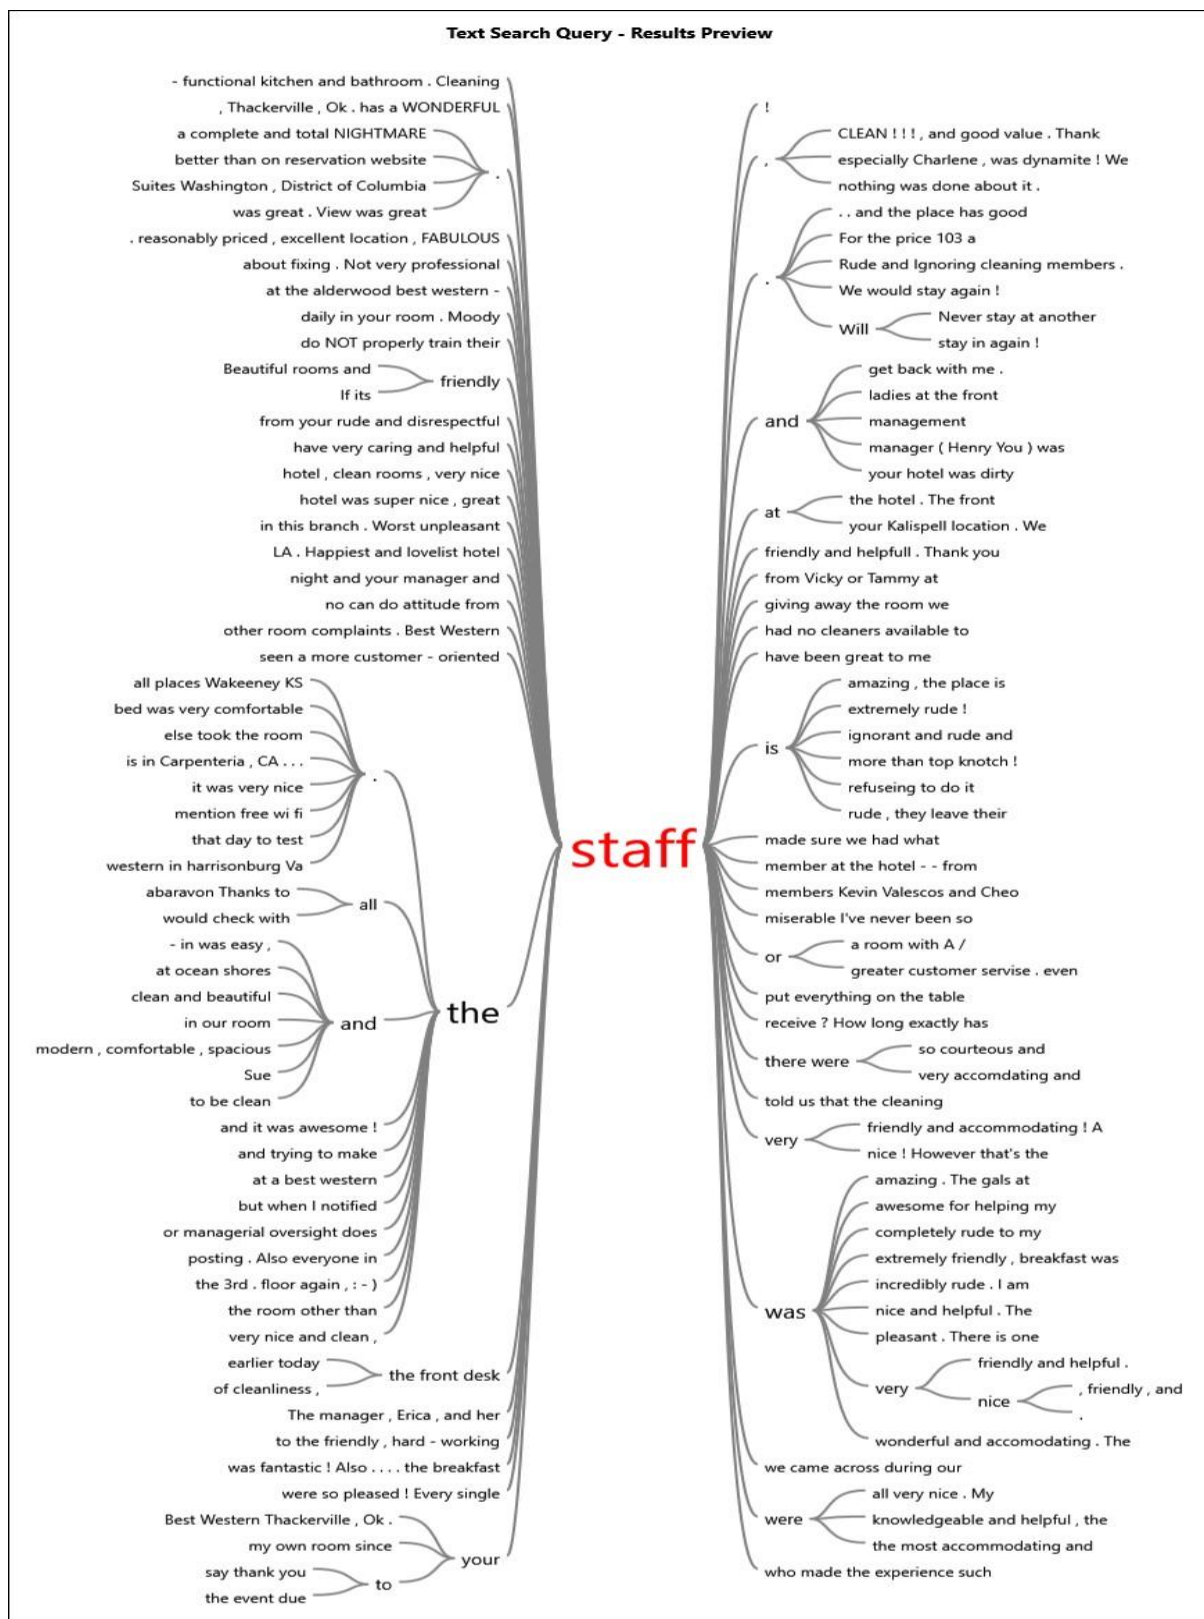 Text Search Query - Results Preview
- functional kitchen and bathroom . Cleaning
, Thackerville , Ok . has a WONDERFUL
a complete and total NIGHTMARE
better than on reservation website
Suites Washington , District of Columbia
was great . View was great
.
. reasonably priced , excellent location , FABULOUS
about fixing . Not very professional
at the alderwood best western -
daily in your room . Moody
do NOT properly train their
Beautiful rooms and
If its
friendly
from your rude and disrespectful
have very caring and helpful
hotel , clean rooms , very nice
hotel was super nice , great
in this branch . Worst unpleasant
LA . Happiest and lovelist hotel
night and your manager and
no can do attitude from
other room complaints . Best Western
seen a more customer - oriented
all places Wakeeney KS
bed was very comfortable
else took the room
is in Carpenteria , CA . . .
it was very nice
mention free wi fi
that day to test
western in harrisonburg Va
.
abaravon Thanks to
would check with
all
- in was easy ,
at ocean shores
clean and beautiful
in our room
modern , comfortable , spacious
Sue
to be clean
and
the
and it was awesome !
and trying to make
at a best western
but when I notified
or managerial oversight does
posting . Also everyone in
the 3rd . floor again , : - )
the room other than
very nice and clean ,
earlier today
of cleanliness ,
the front desk
The manager , Erica , and her
to the friendly , hard - working
was fantastic ! Also . . . . the breakfast
were so pleased ! Every single
Best Western Thackerville , Ok .
my own room since
say thank you
the event due
to
your
staff
!
,
CLEAN ! ! ! , and good value . Thank
especially Charlene , was dynamite ! We
nothing was done about it .
.
. . and the place has good
For the price 103 a
Rude and Ignoring cleaning members .
We would stay again !
Will
Never stay at another
stay in again !
and
get back with me .
ladies at the front
management
manager ( Henry You ) was
your hotel was dirty
at
the hotel . The front
your Kalispell location . We
friendly and helpfull . Thank you
from Vicky or Tammy at
giving away the room we
had no cleaners available to
have been great to me
is
amazing , the place is
extremely rude !
ignorant and rude and
more than top knotch !
refuseing to do it
rude , they leave their
made sure we had what
member at the hotel - - from
members Kevin Valescos and Cheo
miserable I've never been so
or
a room with A /
greater customer servise . even
put everything on the table
receive ? How long exactly has
there were
so courteous and
very accomdating and
told us that the cleaning
very
friendly and accommodating ! A
nice ! However that's the
was
amazing . The gals at
awesome for helping my
completely rude to my
extremely friendly , breakfast was
incredibly rude . I am
nice and helpful . The
pleasant . There is one
very
friendly and helpful .
nice
, friendly , and
.
wonderful and accomodating . The
we came across during our
were
all very nice . My
knowledgeable and helpful , the
the most accommodating and
who made the experience such